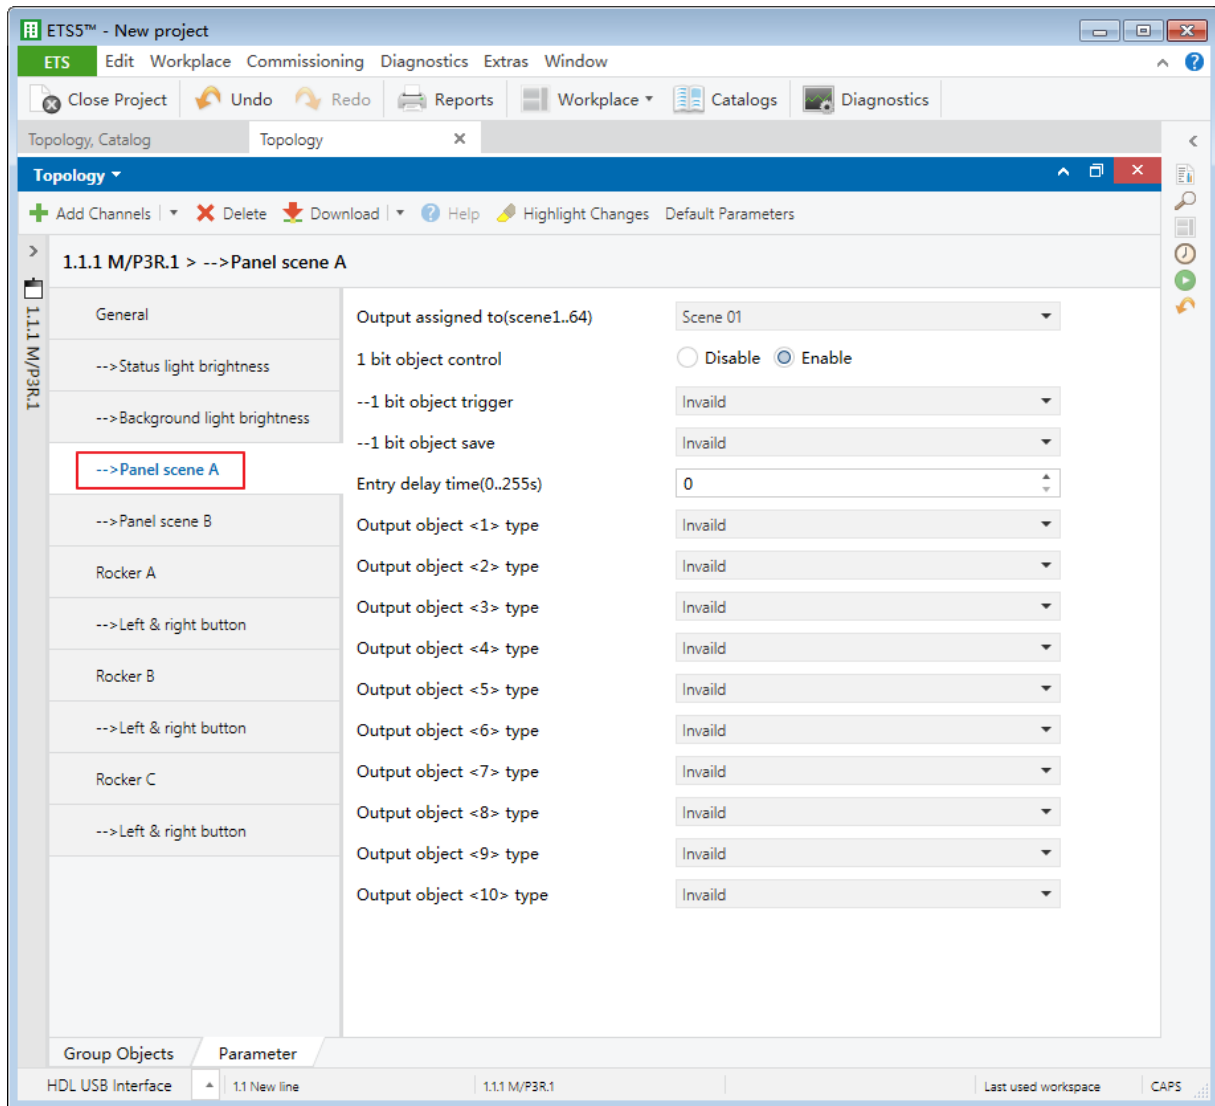 ETS5™ - New project
ETS Edit Workplace Commissioning Diagnostics Extras Window
Close Project Undo Redo Reports Workplace Catalogs Diagnostics
Topology, Catalog Topology
Topology
Add Channels Delete Download Help Highlight Changes Default Parameters
1.1.1 M/P3R.1 > -->Panel scene A
1.1.1 M/P3R.1
General
-->Status light brightness
-->Background light brightness
-->Panel scene A
-->Panel scene B
Rocker A
-->Left & right button
Rocker B
-->Left & right button
Rocker C
-->Left & right button
Output assigned to(scene1..64) Scene 01
1 bit object control Disable Enable
--1 bit object trigger Invaild
--1 bit object save Invaild
Entry delay time(0..255s) 0
Output object <1> type Invaild
Output object <2> type Invaild
Output object <3> type Invaild
Output object <4> type Invaild
Output object <5> type Invaild
Output object <6> type Invaild
Output object <7> type Invaild
Output object <8> type Invaild
Output object <9> type Invaild
Output object <10> type Invaild
Group Objects Parameter
HDL USB Interface 1.1 New line 1.1.1 M/P3R.1 Last used workspace CAPS